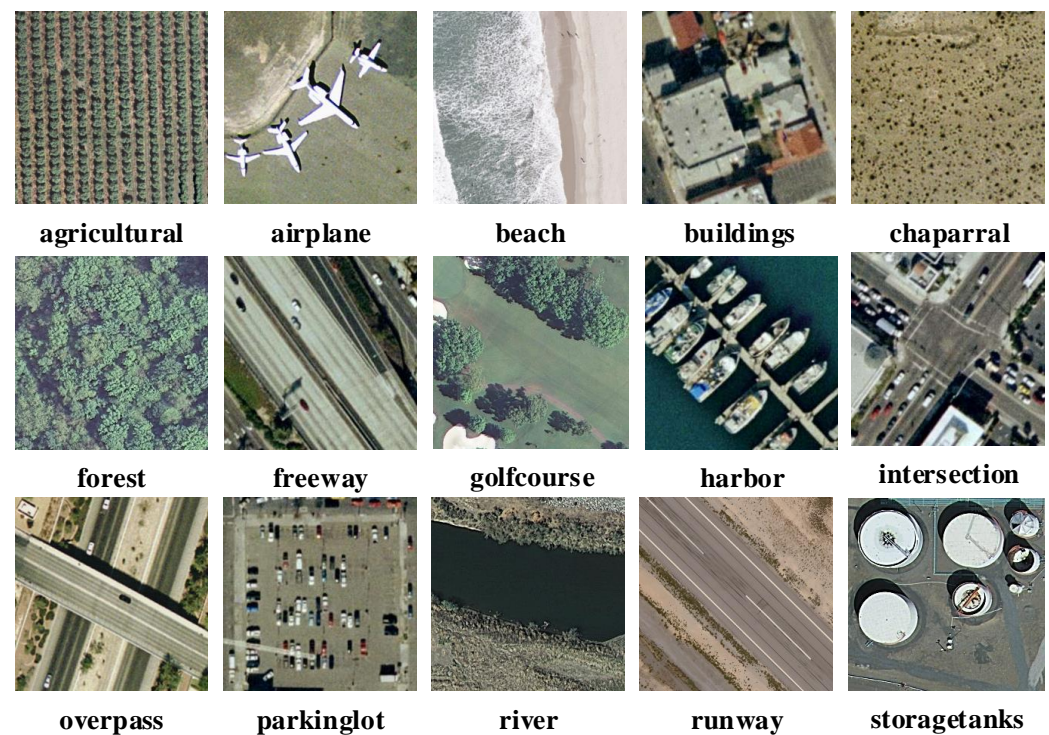 agricultural airplane beach buildings chaparral
forest freeway golfcourse harbor intersection
overpass parkinglot river runway storagetanks